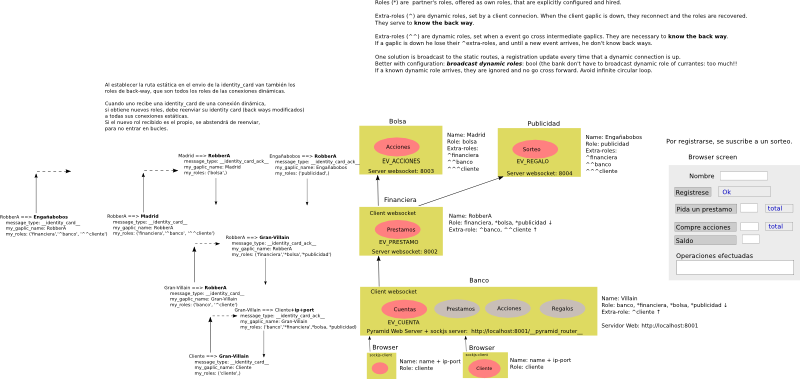 Roles (*) are partner's roles, offered as own roles, that are explicitly configured and hired.
Extra-roles (^) are dynamic roles, set by a client connecion. When the client gaplic is down, they reconnect and the roles are recovered.
They serve to know the back way.
Extra-roles (^^) are dynamic roles, set when a event go cross intermediate gaplics. They are necessary to know the back way.
If a gaplic is down he lose their ^extra-roles, and until a new event arrives, he don't know back ways.
One solution is broadcast to the static routes, a registration update every time that a dynamic connection is up.
Better with configuration: broadcast dynamic roles: bool (the bank don't have to broadcast dynamic role of currantes: too much!!
If a known dynamic role arrives, they are ignored and no go cross forward. Avoid infinite circular loop.
Al establecer la ruta estática en el envio de la identity_card van también los
roles de back-way, que son todos los roles de las conexiones dinámicas.
Cuando uno recibe una identity_card de una conexión dinámica,
si obtiene nuevos roles, debe reenviar su identity card (back ways modificados)
a todas sus conexiones estáticas.
Si el nuevo rol recibido es el propio, se abstendrá de reenviar,
para no entrar en bucles.
Bolsa
Acciones
EV_ACCIONES
Server websocket: 8003
Name: Madrid
Role: bolsa
Extra-roles:
^financiera
^^banco
^^^cliente
Publicidad
Sorteo
EV_REGALO
Server websocket: 8004
Name: Engañabobos
Role: publicidad
Extra-roles:
^financiera
^^banco
^^^cliente
Por registrarse, se suscribe a un sorteo.
Browser screen
Nombre
Registrese
Ok
Pida un prestamo
total
Compre acciones
total
Saldo
Operaciones efectuadas
Madrid ==> RobberA
message_type: __identity_card_ack__
my_gaplic_name: Madrid
my_roles: ('bolsa',)
Engañabobos ==> RobberA
message_type: __identity_card_ack__
my_gaplic_name: Engañabobos
my_roles: ('publicidad',)
RobberA ==> Engañabobos
message_type: __identity_card__
my_gaplic_name: RobberA
my_roles: ('financiera','^banco','^^cliente')
RobberA ==> Madrid
message_type: __identity_card__
my_gaplic_name: RobberA
my_roles: ('financiera','^banco','^^cliente')
Financiera
Client websocket
Prestamos
EV_PRESTAMO
Server websocket: 8002
Name: RobberA
Role: financiera, *bolsa, *publicidad ↓
Extra-role: ^banco, ^^cliente ↑
RobberA ==> Gran-Villain
message_type: __identity_card_ack__
my_gaplic_name: RobberA
my_roles: ('financiera',*bolsa',*publicidad')
Gran-Villain ==> RobberA
message_type: __identity_card__
my_gaplic_name: Gran-Villain
my_roles: ('banco', '^cliente')
Gran-Villain ==> Cliente+ip+port
message_type: __identity_card_ack__
my_gaplic_name: Gran-Villain
my_roles: ('banco',*financiera',*bolsa, *publicidad)
Cliente ==> Gran-Villain
message_type: __identity_card__
my_gaplic_name: Cliente
my_roles: ('cliente',)
Banco
Client websocket
Cuentas
Prestamos
Acciones
Regalos
EV_CUENTA
Pyramid Web Server + sockjs server: http://localhost:8001/__pyramid_router__
Name: Villain
Role: banco, *financiera, *bolsa, *publicidad ↓
Extra-role: ^cliente ↑
Servidor Web: http://localhost:8001
Browser
sockjs-client
Name: name + ip-port
Role: cliente
Browser
sockjs-client
Cliente
Name: name + ip-port
Role: cliente